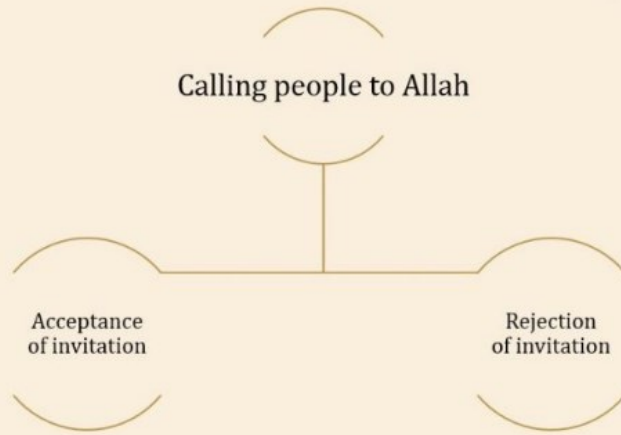 Calling people to Allah
Acceptance
of invitation
Rejection
of invitation